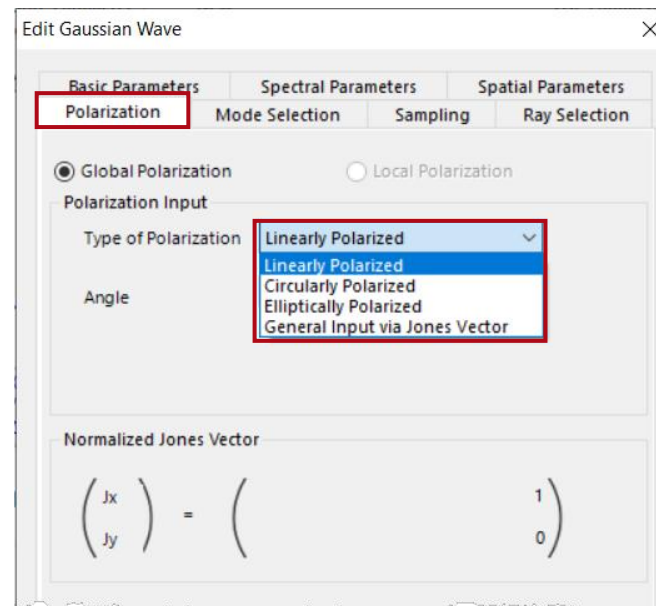 Edit Gaussian Wave
Basic Parameters Spectral Parameters Spatial Parameters
Polarization Mode Selection Sampling Ray Selection
Global Polarization Local Polarization
Polarization Input
Type of Polarization Linearly Polarized
Linearly Polarized
Circularly Polarized
Angle
Elliptically Polarized
General Input via Jones Vector
Normalized Jones Vector
Jx 1
=
Jy 0